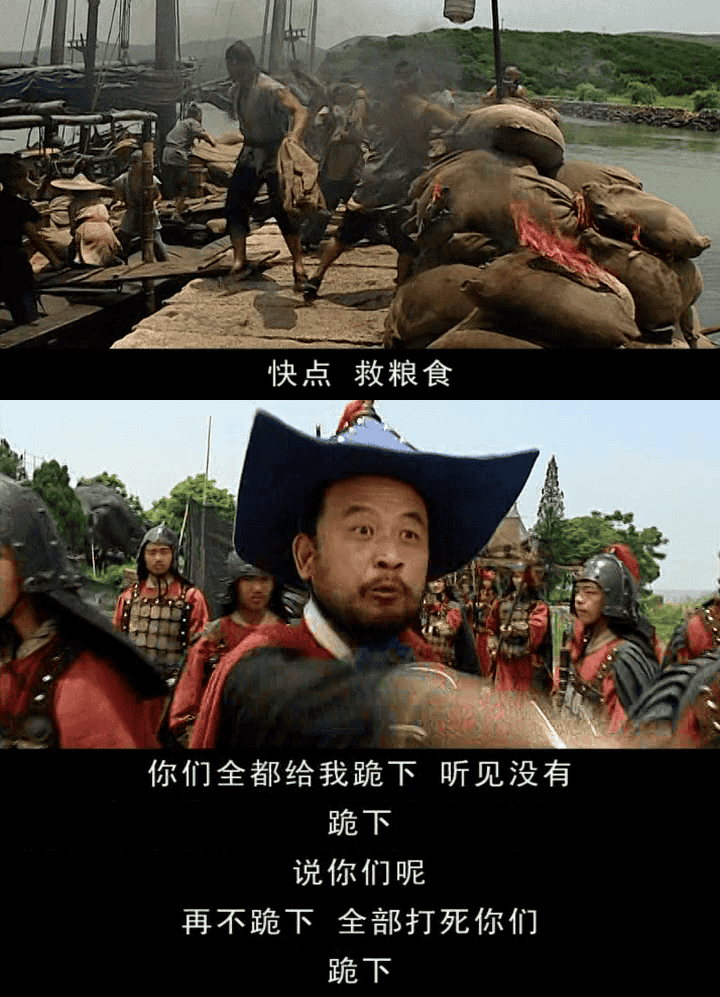 快点 救粮食
你们全都给我跪下 听见没有
跪下
说你们呢
再不跪下 全部打死你们
跪下